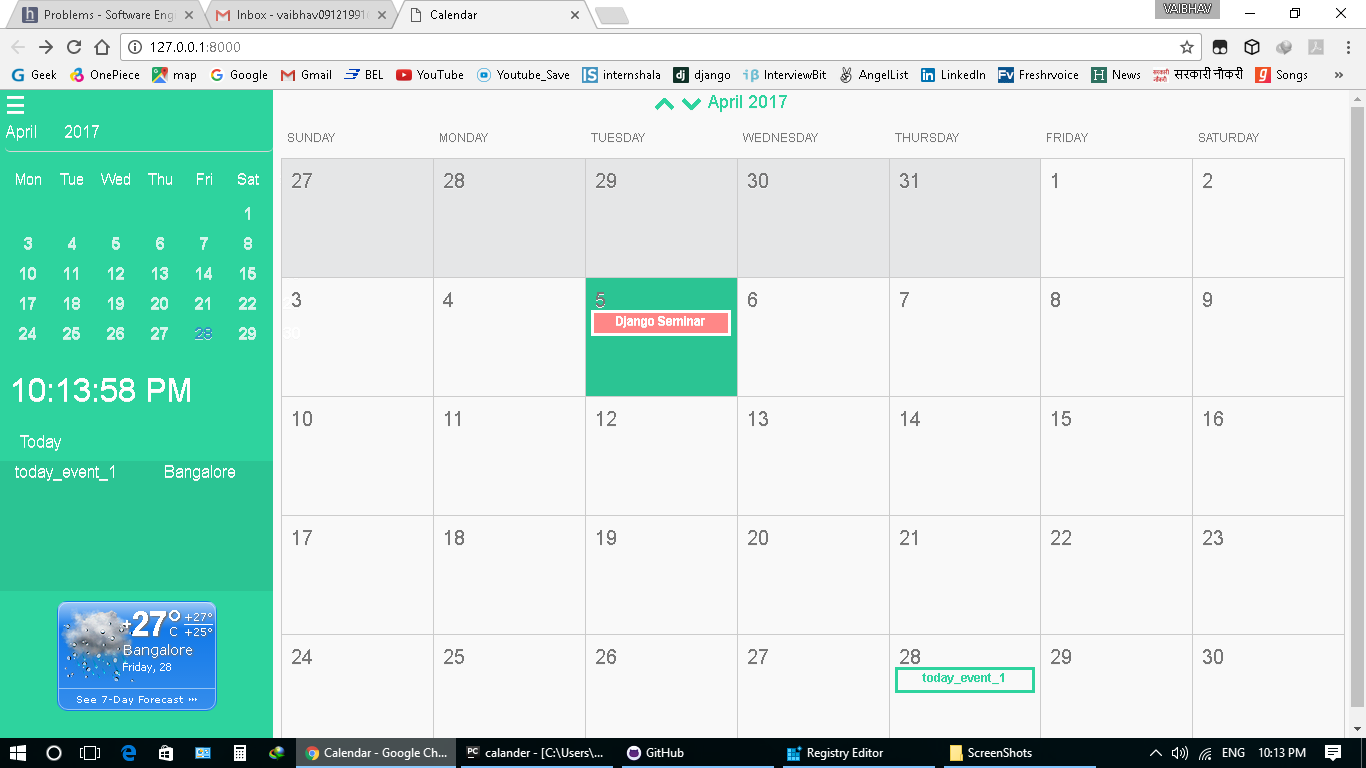 Problems - Software Eng
Inbox - vaibhav09121991
Calendar
VAIBHAV
127.0.0.1:8000
Geek OnePiece map Google Gmail BEL YouTube Youtube_Save internshala django InterviewBit AngelList LinkedIn Freshrvoice News सरकारी नौकरी Songs »
April 2017
April 2017
SUNDAY MONDAY TUESDAY WEDNESDAY THURSDAY FRIDAY SATURDAY
Mon Tue Wed Thu Fri Sat
1
3 4 5 6 7 8
10 11 12 13 14 15
17 18 19 20 21 22
24 25 26 27 28 29 30
10:13:58 PM
Today
today_event_1 Bangalore
+27° C +27° +25°
Bangalore
Friday, 28
See 7-Day Forecast
27 28 29 30 31 1 2
3 4 5 6 7 8 9
Django Seminar
10 11 12 13 14 15 16
17 18 19 20 21 22 23
24 25 26 27 28 29 30
today_event_1
Calendar - Google Ch... calander - [C:\Users\... GitHub Registry Editor ScreenShots ENG 10:13 PM